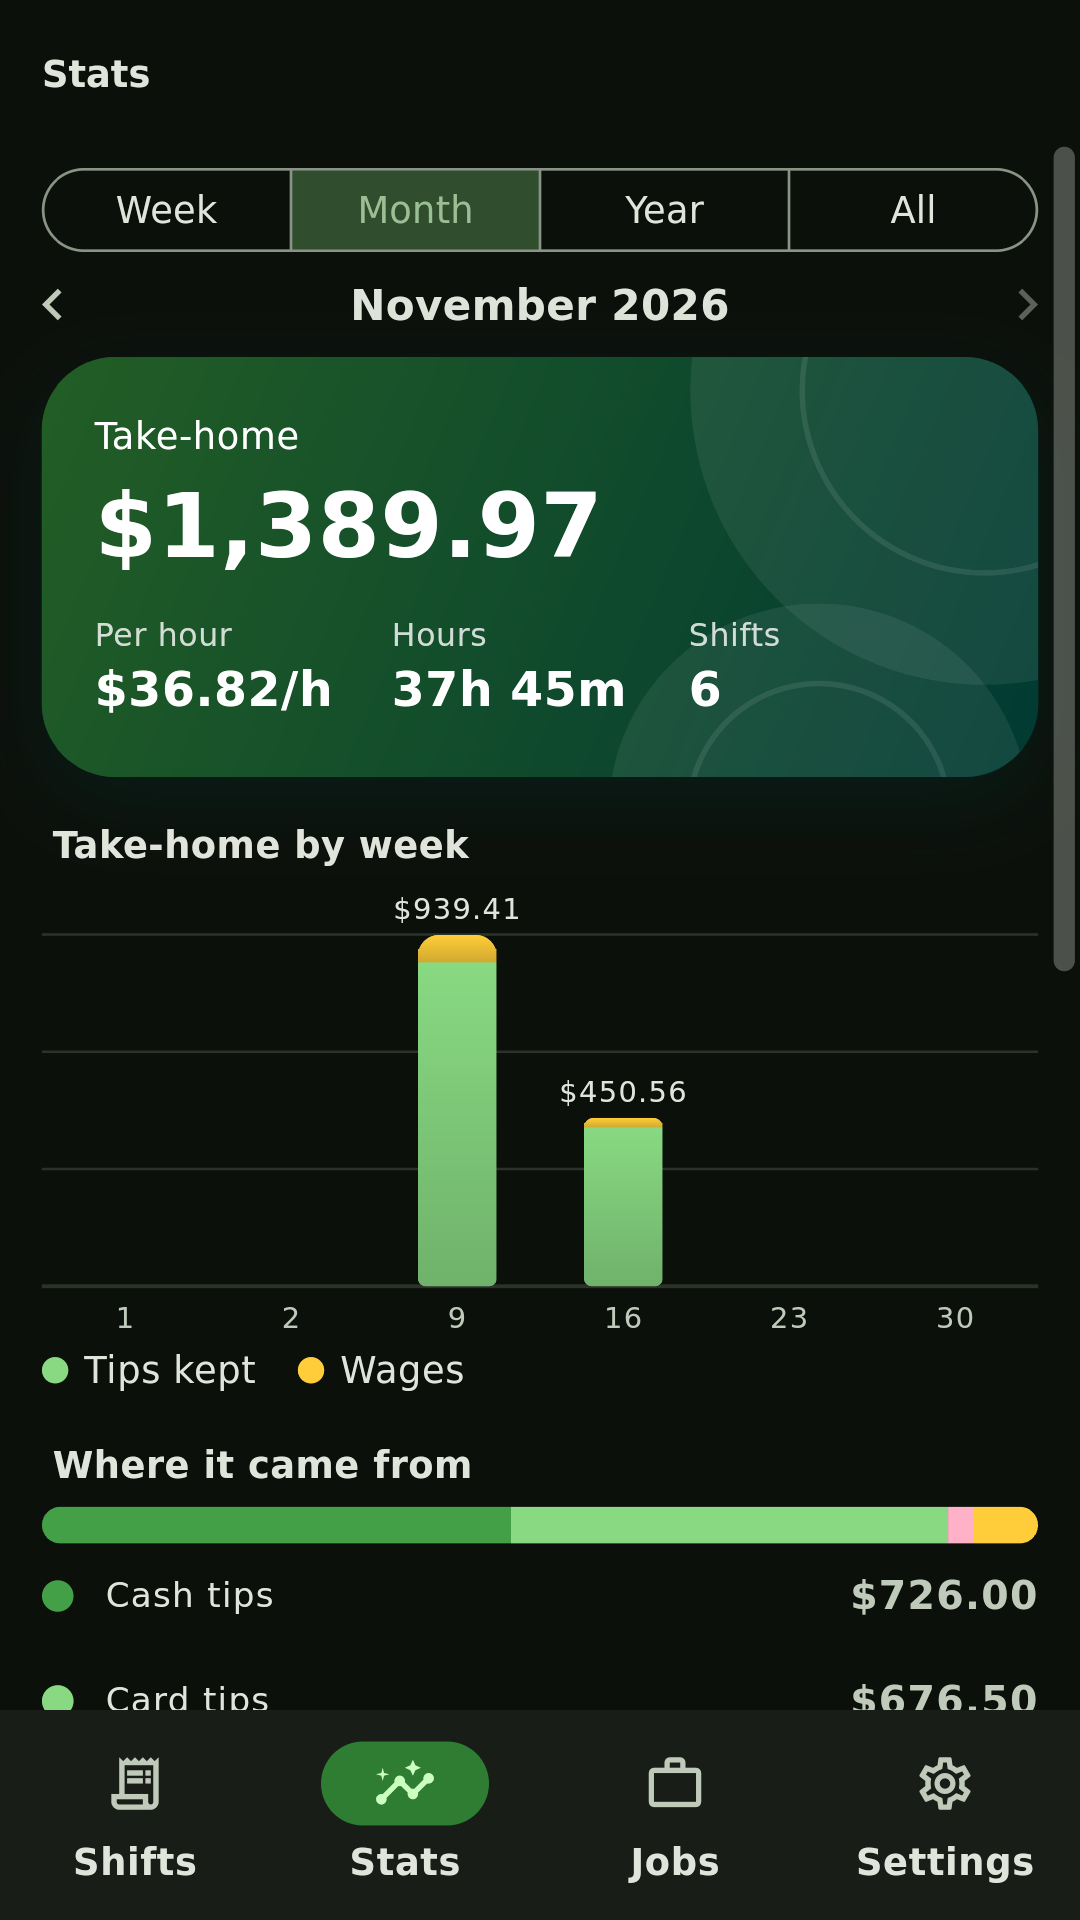 Stats
Week Month Year All
November 2026
Take-home
$1,389.97
Per hour Hours Shifts
$36.82/h 37h 45m 6
Take-home by week
$939.41
$450.56
1 2 9 16 23 30
Tips kept Wages
Where it came from
Cash tips $726.00
Card tips $676.50
Shifts Stats Jobs Settings